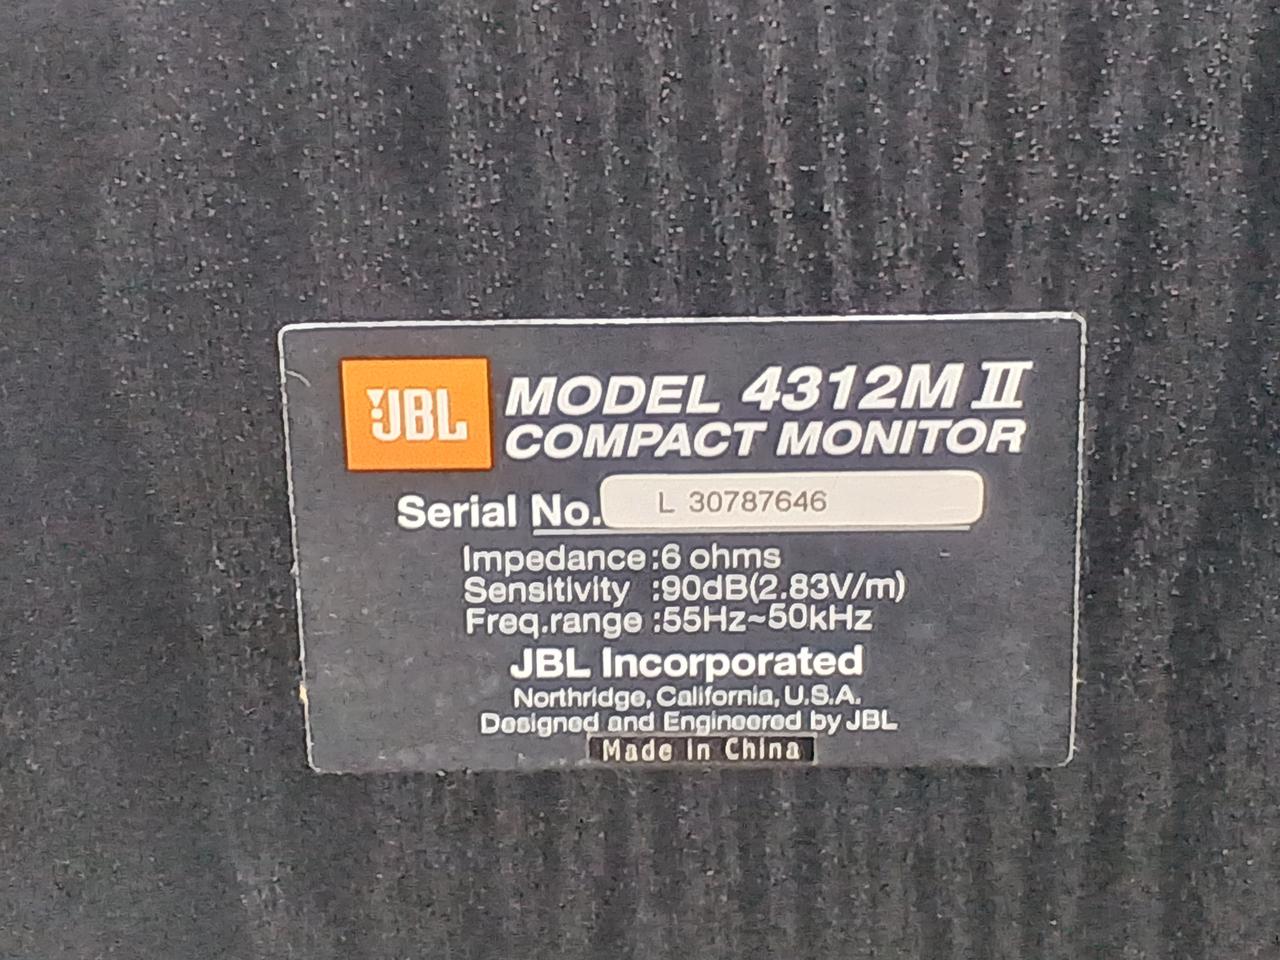 JBL
MODEL 4312M II
COMPACT MONITOR
Serial No. L 30787646
Impedance:6 ohms
Sensitivity :90dB(2.83V/m)
Freq.range :55Hz~50kHz
JBL Incorporated
Northridge, California, U.S.A.
Designed and Engineered by JBL
Made in China